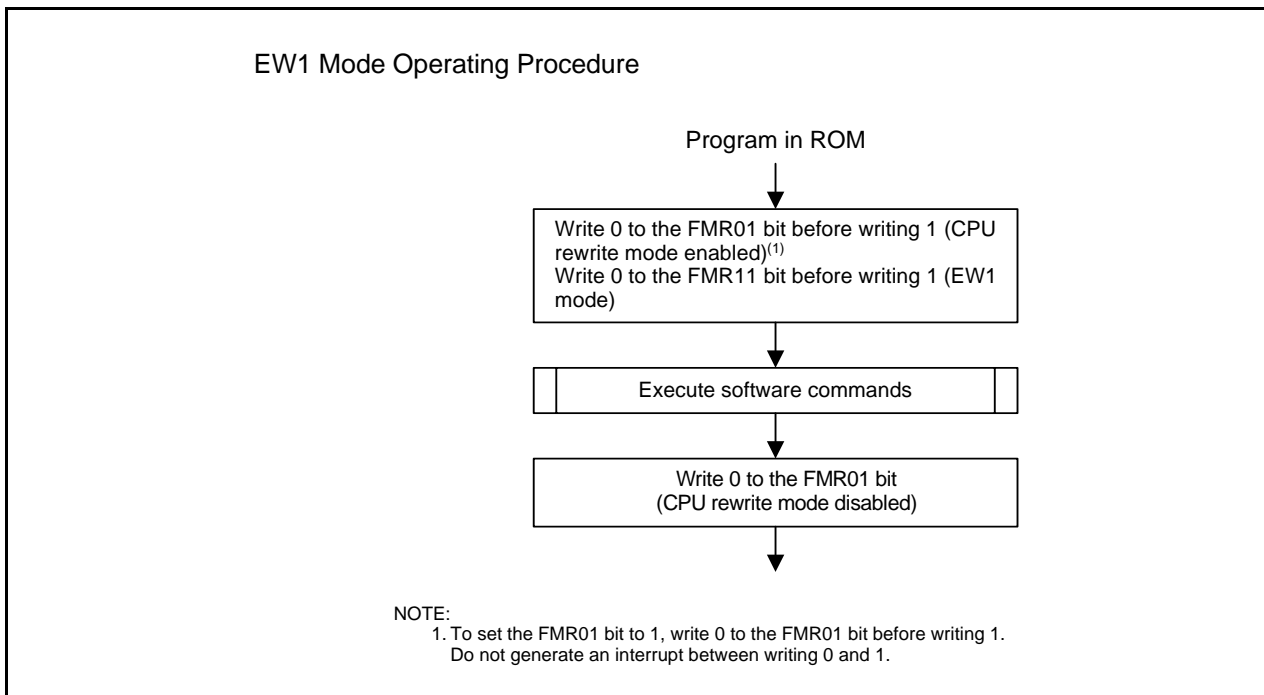 EW1 Mode Operating Procedure
Program in ROM
Write 0 to the FMR01 bit before writing 1 (CPU
rewrite mode enabled)(1)
Write 0 to the FMR11 bit before writing 1 (EW1
mode)
Execute software commands
Write 0 to the FMR01 bit
(CPU rewrite mode disabled)
NOTE:
1. To set the FMR01 bit to 1, write 0 to the FMR01 bit before writing 1.
Do not generate an interrupt between writing 0 and 1.